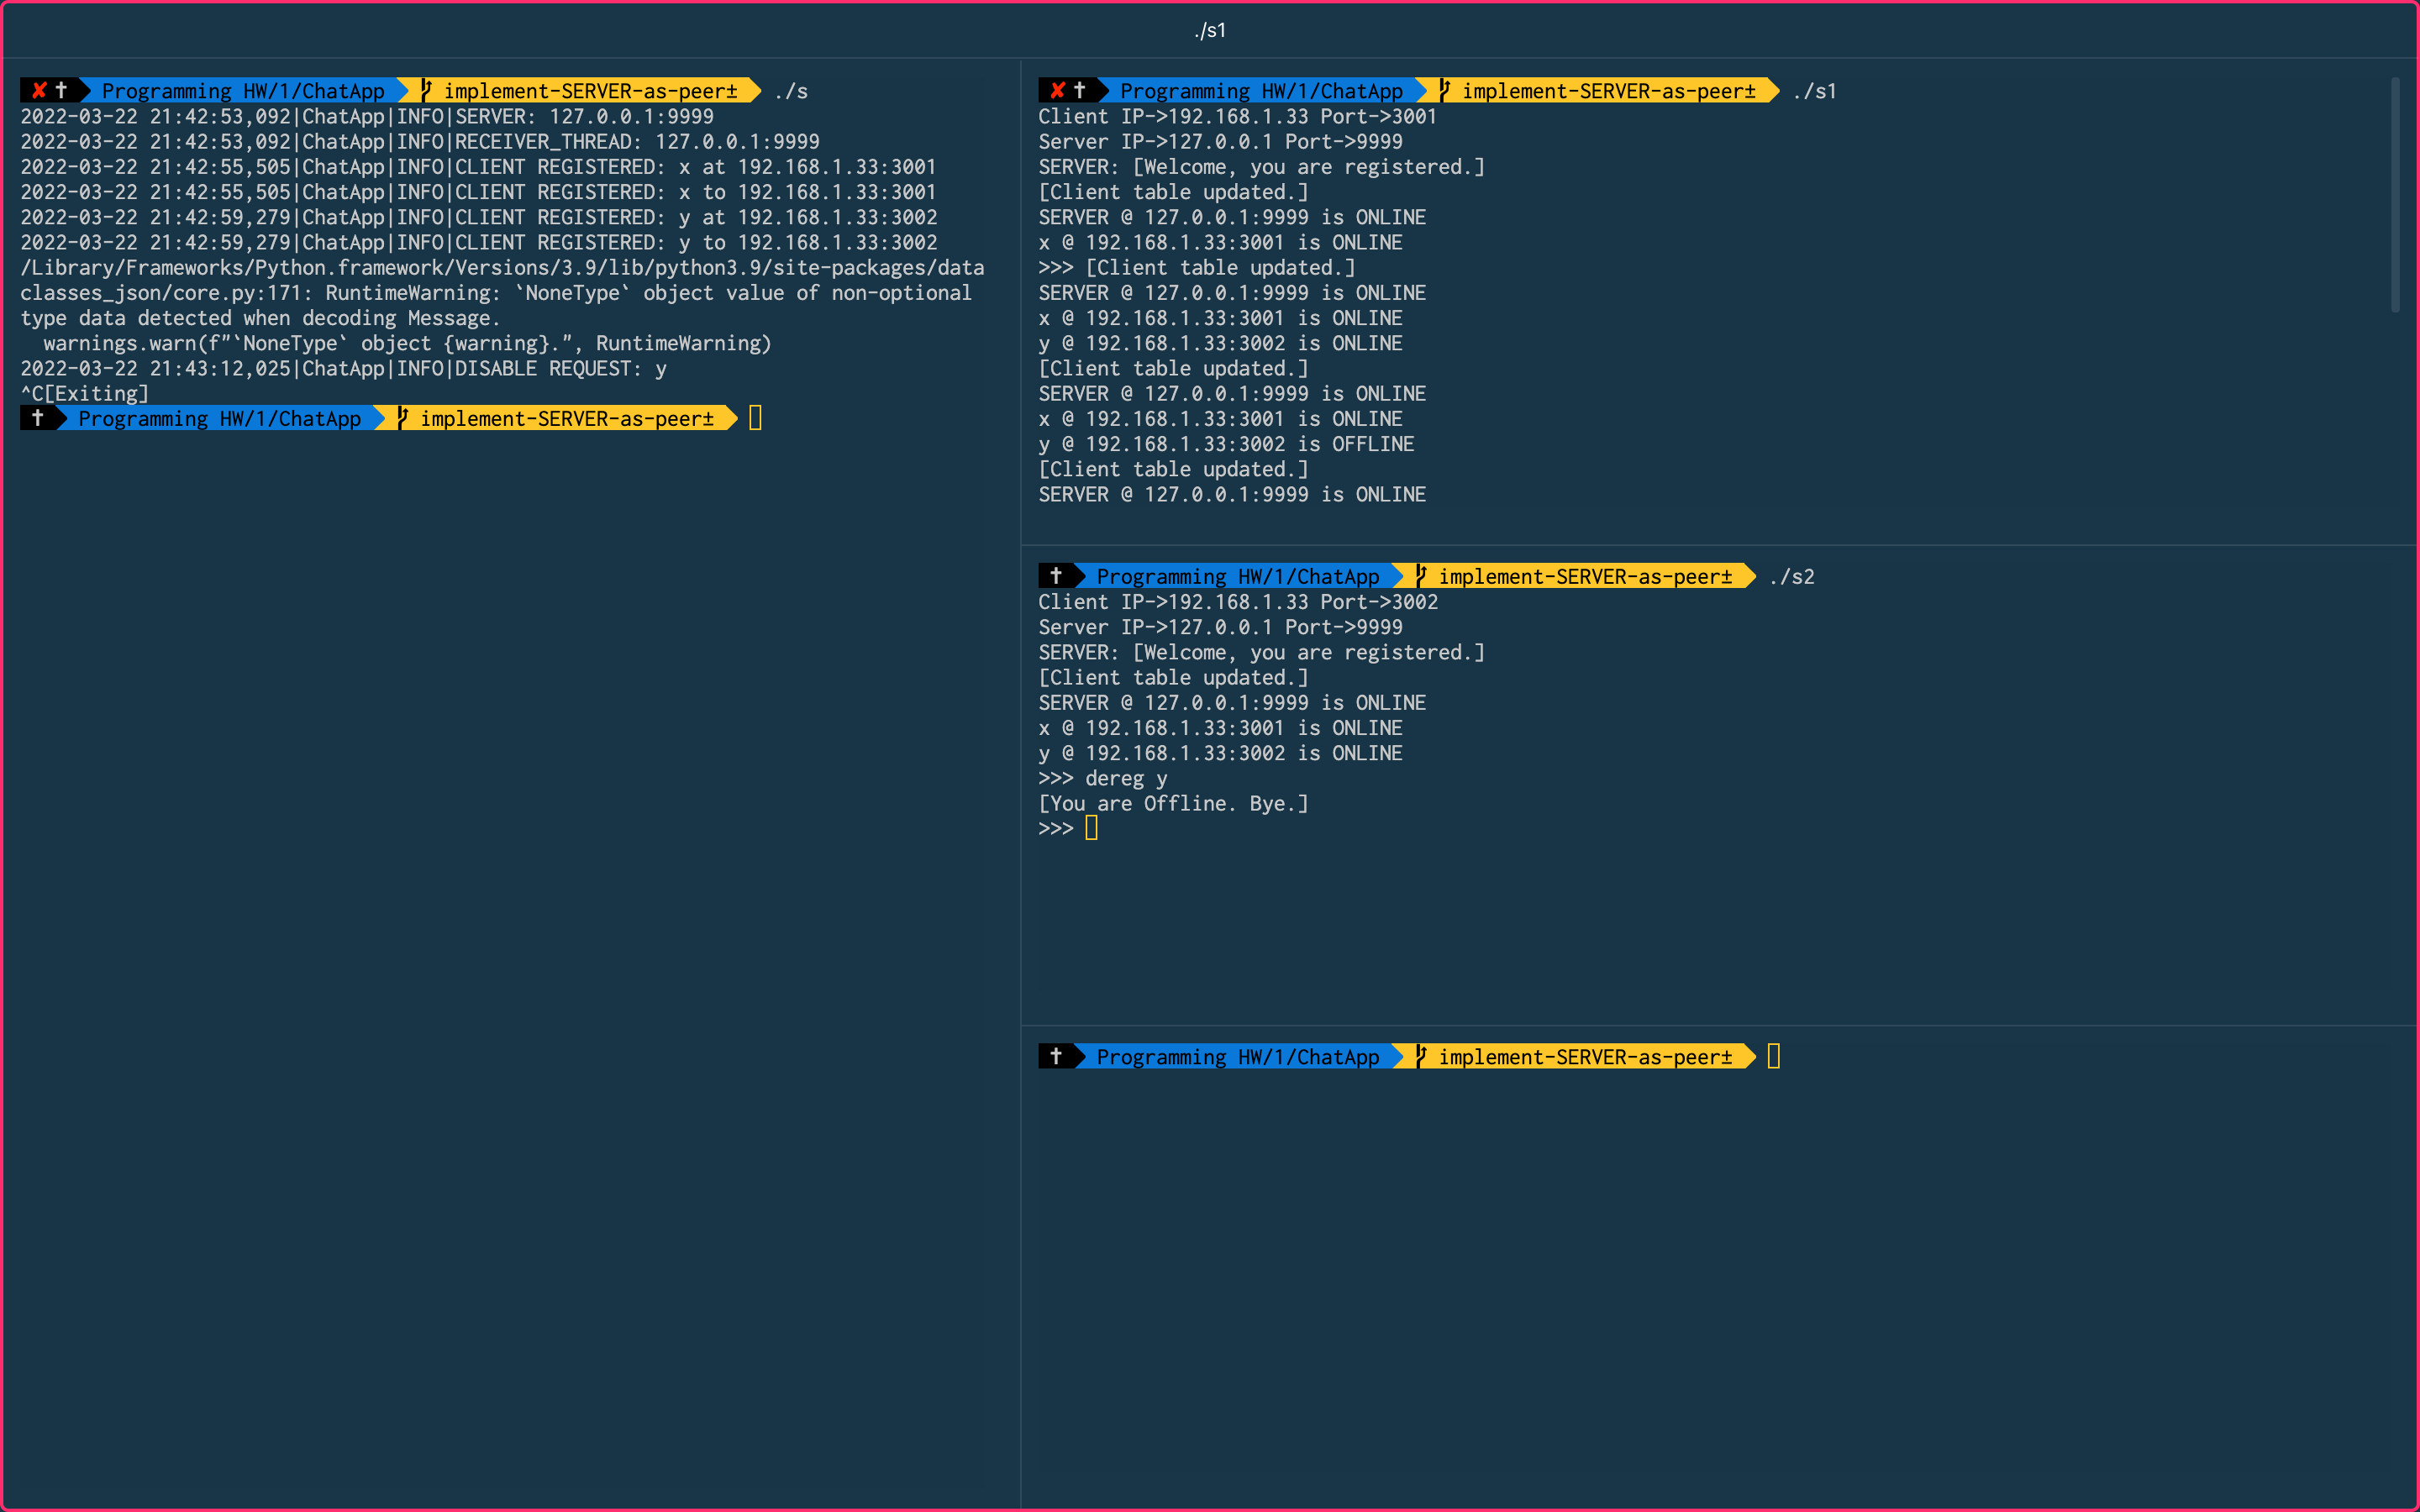 ./s1
✘ ✝ Programming HW/1/ChatApp implement-SERVER-as-peer± ./s
2022-03-22 21:42:53,092|ChatApp|INFO|SERVER: 127.0.0.1:9999
2022-03-22 21:42:53,092|ChatApp|INFO|RECEIVER_THREAD: 127.0.0.1:9999
2022-03-22 21:42:55,505|ChatApp|INFO|CLIENT REGISTERED: x at 192.168.1.33:3001
2022-03-22 21:42:55,505|ChatApp|INFO|CLIENT REGISTERED: x to 192.168.1.33:3001
2022-03-22 21:42:59,279|ChatApp|INFO|CLIENT REGISTERED: y at 192.168.1.33:3002
2022-03-22 21:42:59,279|ChatApp|INFO|CLIENT REGISTERED: y to 192.168.1.33:3002
/Library/Frameworks/Python.framework/Versions/3.9/lib/python3.9/site-packages/data
classes_json/core.py:171: RuntimeWarning: `NoneType` object value of non-optional
type data detected when decoding Message.
  warnings.warn(f"`NoneType` object {warning}.", RuntimeWarning)
2022-03-22 21:43:12,025|ChatApp|INFO|DISABLE REQUEST: y
^C[Exiting]
✝ Programming HW/1/ChatApp implement-SERVER-as-peer±
✘ ✝ Programming HW/1/ChatApp implement-SERVER-as-peer± ./s1
Client IP->192.168.1.33 Port->3001
Server IP->127.0.0.1 Port->9999
SERVER: [Welcome, you are registered.]
[Client table updated.]
SERVER @ 127.0.0.1:9999 is ONLINE
x @ 192.168.1.33:3001 is ONLINE
>>> [Client table updated.]
SERVER @ 127.0.0.1:9999 is ONLINE
x @ 192.168.1.33:3001 is ONLINE
y @ 192.168.1.33:3002 is ONLINE
[Client table updated.]
SERVER @ 127.0.0.1:9999 is ONLINE
x @ 192.168.1.33:3001 is ONLINE
y @ 192.168.1.33:3002 is OFFLINE
[Client table updated.]
SERVER @ 127.0.0.1:9999 is ONLINE
✝ Programming HW/1/ChatApp implement-SERVER-as-peer± ./s2
Client IP->192.168.1.33 Port->3002
Server IP->127.0.0.1 Port->9999
SERVER: [Welcome, you are registered.]
[Client table updated.]
SERVER @ 127.0.0.1:9999 is ONLINE
x @ 192.168.1.33:3001 is ONLINE
y @ 192.168.1.33:3002 is ONLINE
>>> dereg y
[You are Offline. Bye.]
>>>
✝ Programming HW/1/ChatApp implement-SERVER-as-peer±